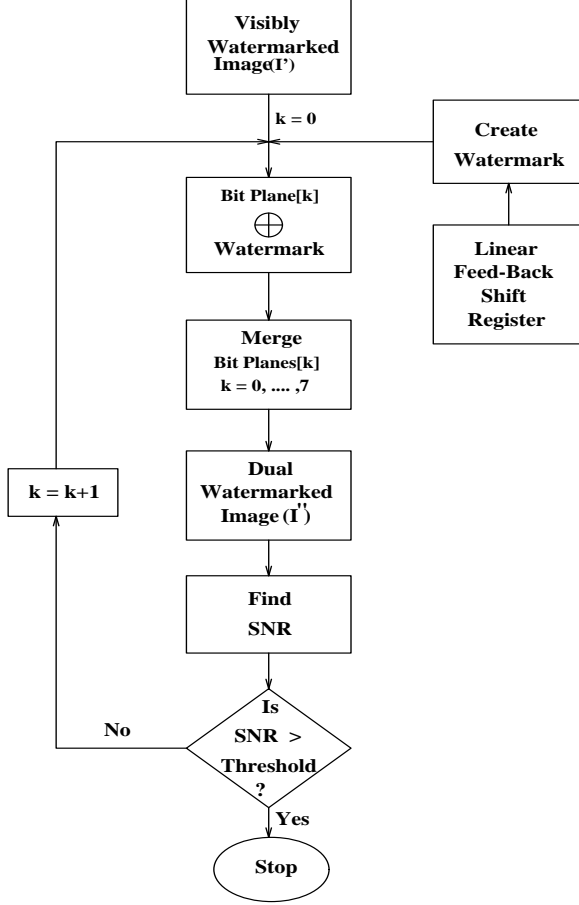 Visibly
Watermarked
Image(I')
k = 0
Create
Watermark
Bit Plane[k]
⊕
Watermark
Linear
Feed-Back
Shift
Register
Merge
Bit Planes[k]
k = 0, .... ,7
Dual
Watermarked
Image (I'')
k = k+1
Find
SNR
Is
SNR >
Threshold
?
No
Yes
Stop